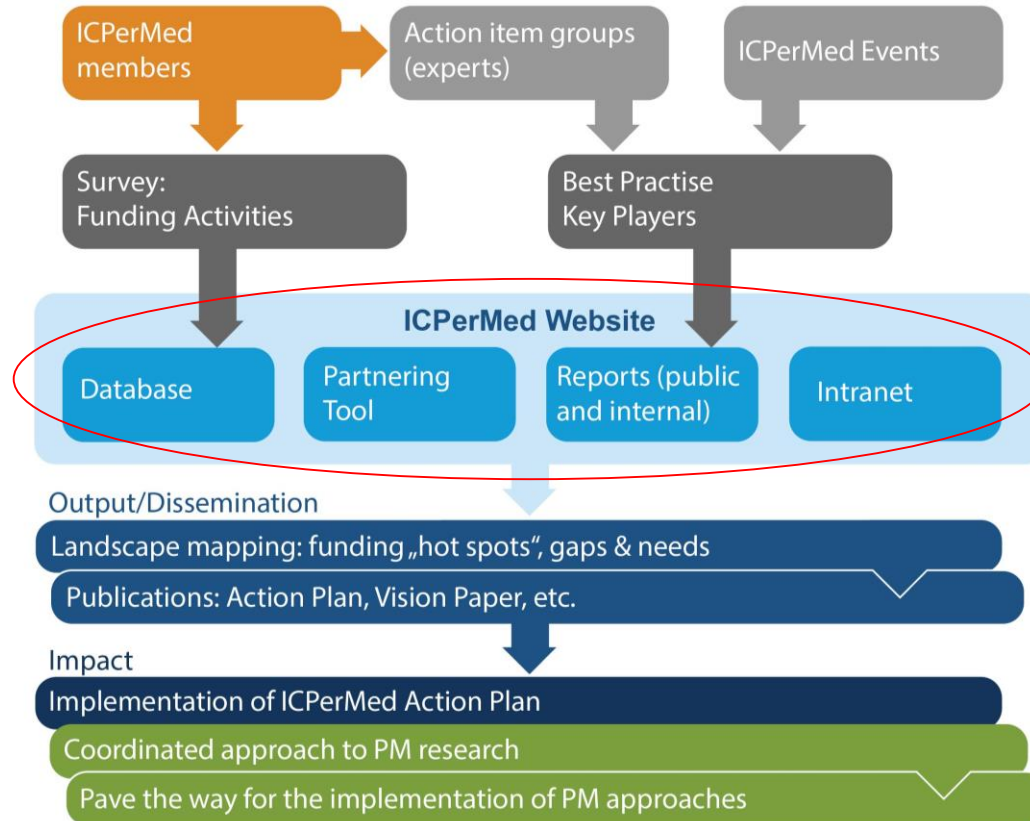 ICPerMed
members
Action item groups
(experts)
ICPerMed Events
Survey:
Funding Activities
Best Practise
Key Players
ICPerMed Website
Database
Partnering
Tool
Reports (public
and internal)
Intranet
Output/Dissemination
Landscape mapping: funding „hot spots“, gaps & needs
Publications: Action Plan, Vision Paper, etc.
Impact
Implementation of ICPerMed Action Plan
Coordinated approach to PM research
Pave the way for the implementation of PM approaches